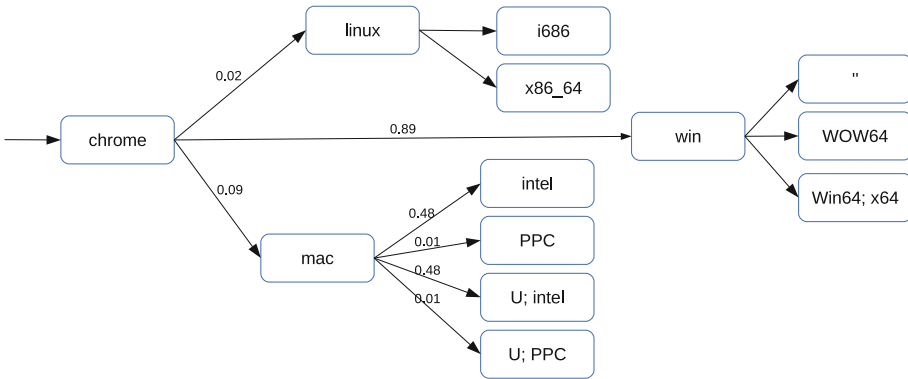 linux
i686
x86_64
0.02
chrome
0.89
win
''
WOW64
Win64; x64
0.09
mac
0.48
0.01
0.48
0.01
intel
PPC
U; intel
U; PPC